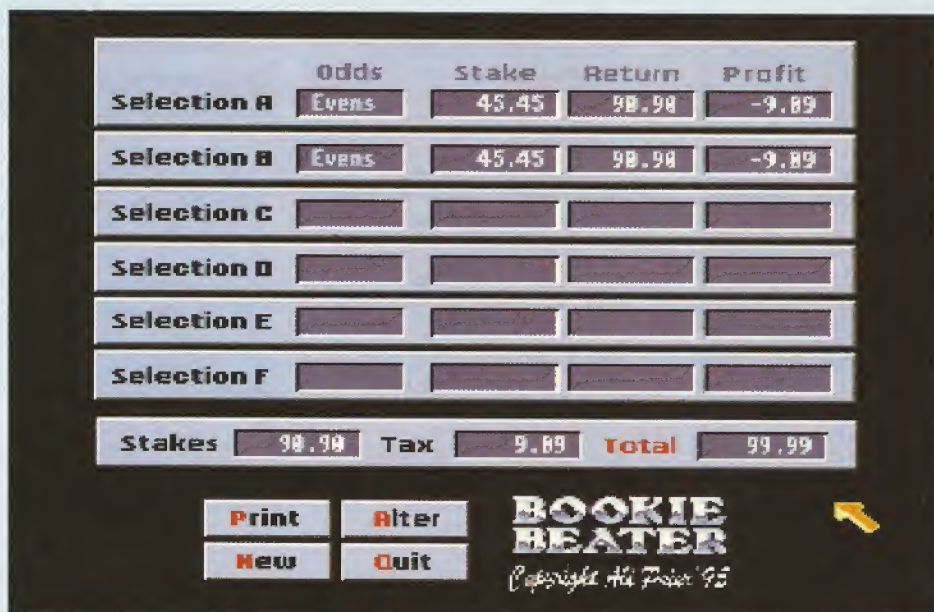 Odds Stake Return Profit
Selection A Evens 45.45 90.90 -9.09
Selection B Evens 45.45 90.90 -9.09
Selection C
Selection D
Selection E
Selection F
Stakes 90.90 Tax 9.09 Total 99.99
Print Alter
New Quit
BOOKIE
BEATER
Copyright